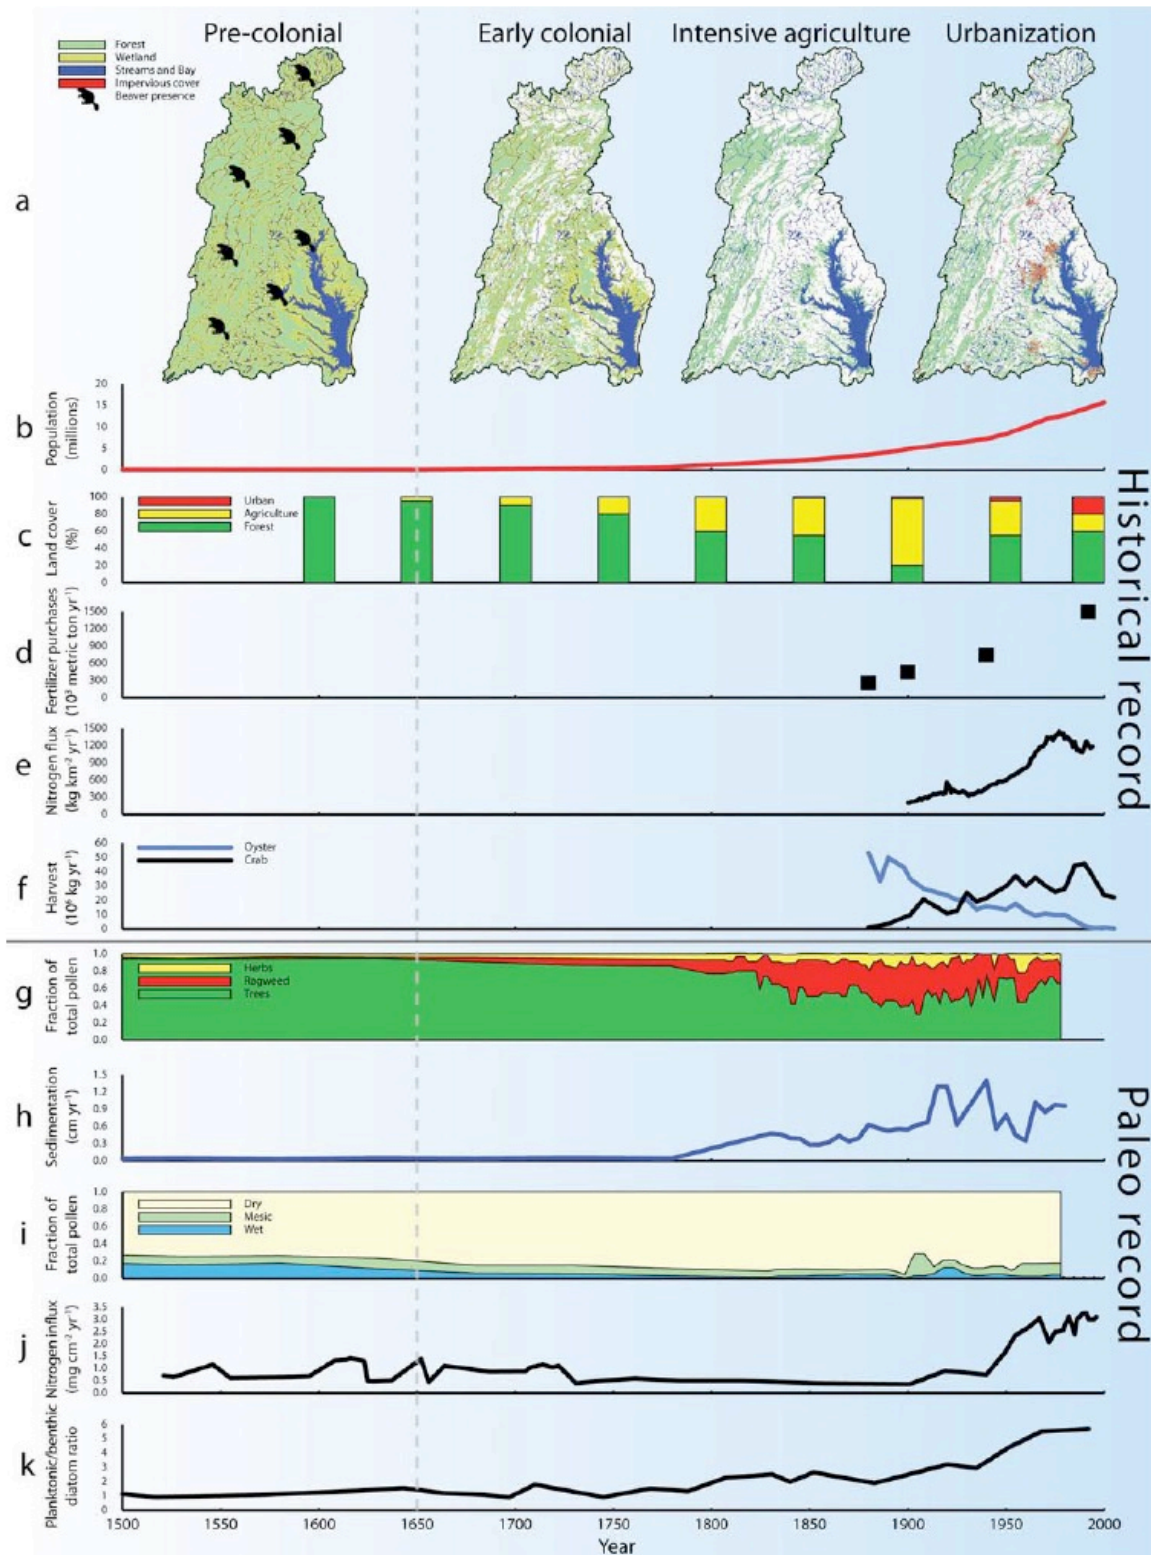 Pre-colonial Early colonial Intensive agriculture Urbanization
Forest
Wetland
Streams and Bay
Impervious cover
Beaver presence
a
b
Population
(millions)
20
15
10
5
0
c
Land cover
(%)
100
80
60
40
20
0
Urban
Agriculture
Forest
d
Fertilizer purchases
(10³ metric ton yr⁻¹)
1500
1200
900
600
300
0
e
Nitrogen flux
(kg km⁻² yr⁻¹)
1500
1200
900
600
300
0
f
Harvest
(10⁶ kg yr⁻¹)
60
50
40
30
20
10
0
Oyster
Crab
Historical record
g
Fraction of
total pollen
1.0
0.8
0.6
0.4
0.2
0.0
Herbs
Ragweed
Trees
h
Sedimentation
(cm yr⁻¹)
1.5
1.2
0.9
0.6
0.3
0.0
i
Fraction of
total pollen
1.0
0.8
0.6
0.4
0.2
0.0
Dry
Mesic
Wet
j
Nitrogen influx
(mg cm⁻² yr⁻¹)
3.5
3.0
2.5
2.0
1.5
1.0
0.5
0.0
k
Planktonic/benthic
diatom ratio
6
5
4
3
2
1
0
Paleo record
1500 1550 1600 1650 1700 1750 1800 1850 1900 1950 2000
Year